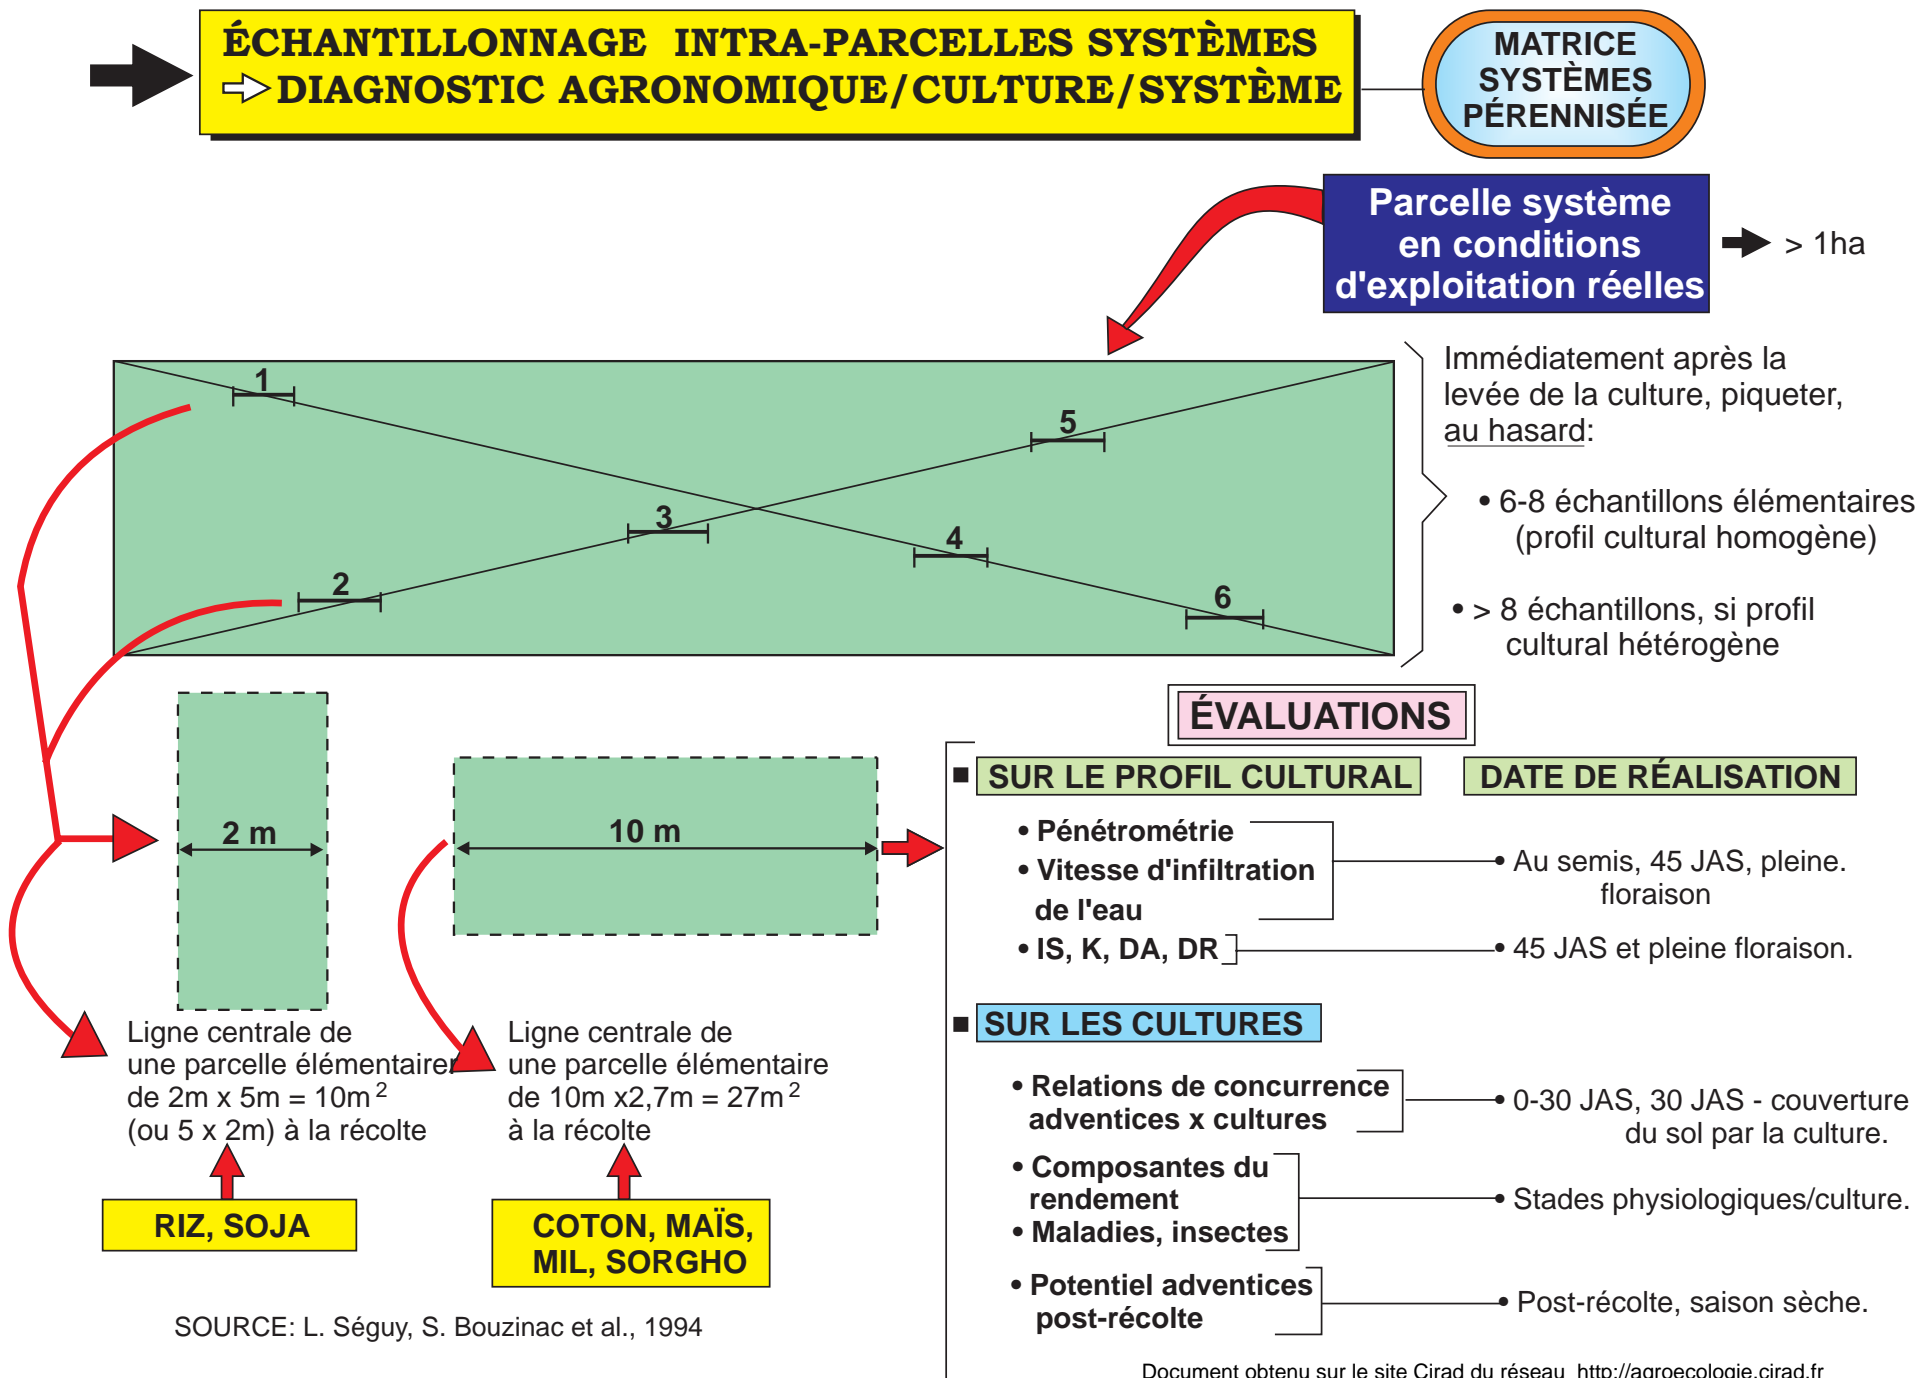 ÉCHANTILLONNAGE INTRA-PARCELLES SYSTÈMES
DIAGNOSTIC AGRONOMIQUE/CULTURE/SYSTÈME
MATRICE
SYSTÈMES
PÉRENNISÉE
Parcelle système
en conditions
d'exploitation réelles
> 1ha
1
2
3
4
5
6
Immédiatement après la
levée de la culture, piqueter,
au hasard:
• 6-8 échantillons élémentaires
(profil cultural homogène)
• > 8 échantillons, si profil
cultural hétérogène
2 m
10 m
Ligne centrale de
une parcelle élémentairer
de 2m x 5m = 10m²
(ou 5 x 2m) à la récolte
RIZ, SOJA
Ligne centrale de
une parcelle élémentaire
de 10m x2,7m = 27m²
à la récolte
COTON, MAÏS,
MIL, SORGHO
SOURCE: L. Séguy, S. Bouzinac et al., 1994
ÉVALUATIONS
SUR LE PROFIL CULTURAL
DATE DE RÉALISATION
• Pénétrométrie
• Vitesse d'infiltration
de l'eau
• Au semis, 45 JAS, pleine.
floraison
• IS, K, DA, DR
• 45 JAS et pleine floraison.
SUR LES CULTURES
• Relations de concurrence
adventices x cultures
• 0-30 JAS, 30 JAS - couverture
du sol par la culture.
• Composantes du
rendement
• Maladies, insectes
• Stades physiologiques/culture.
• Potentiel adventices
post-récolte
• Post-récolte, saison sèche.
Document obtenu sur le site Cirad du réseau http://agroecologie.cirad.fr